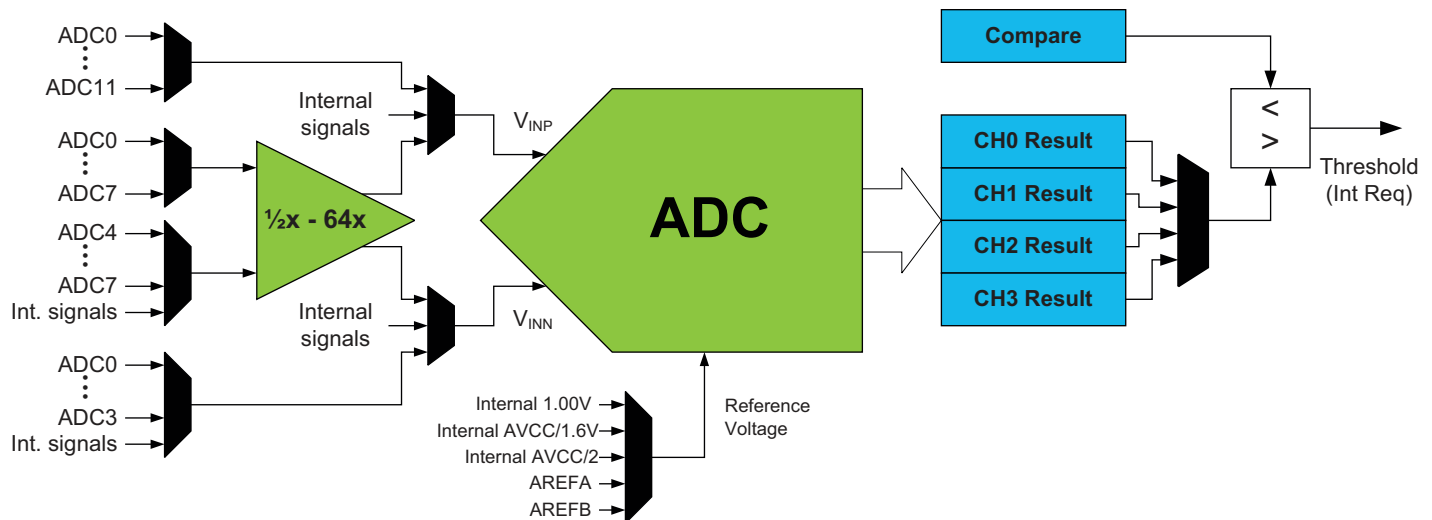 ADC0
ADC11
Internal
signals
ADC0
ADC7
ADC4
ADC7
Int. signals
½x - 64x
Internal
signals
ADC0
ADC3
Int. signals
VINP
VINN
ADC
Internal 1.00V
Internal AVCC/1.6V
Internal AVCC/2
AREFA
AREFB
Reference
Voltage
Compare
CH0 Result
CH1 Result
CH2 Result
CH3 Result
<
>
Threshold
(Int Req)